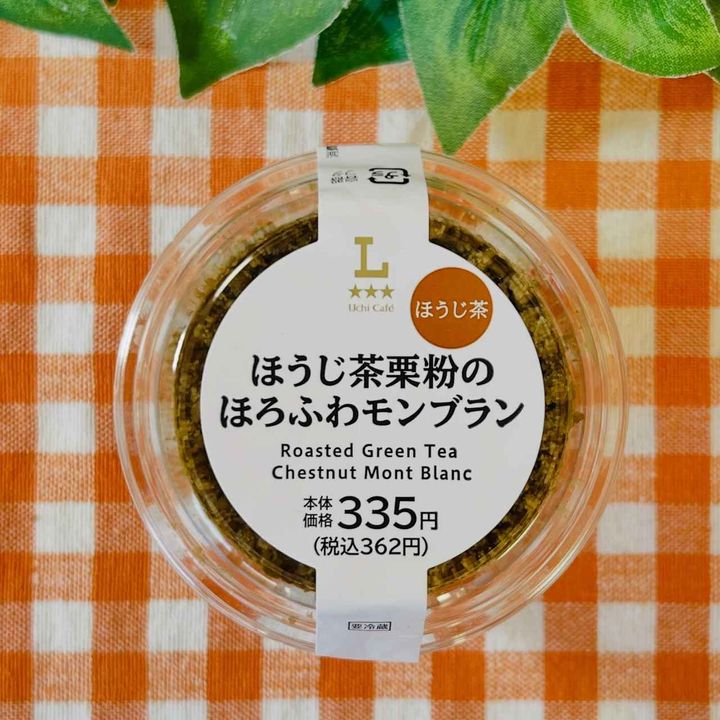 L
★★★
Uchi Café
ほうじ茶
ほうじ茶栗粉の
ほろふわモンブラン
Roasted Green Tea
Chestnut Mont Blanc
本体
価格 335円
(税込362円)
要冷蔵